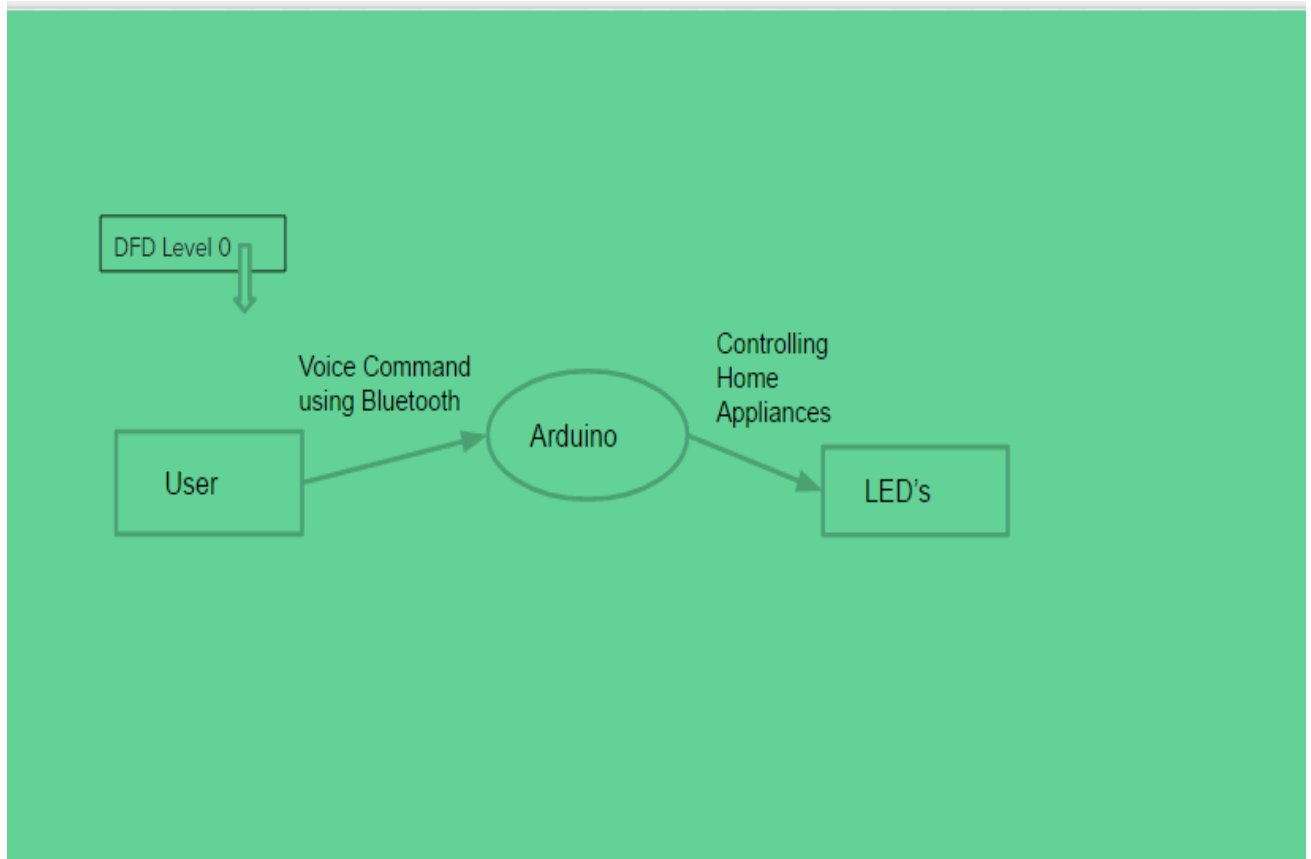 DFD Level 0
Voice Command
using Bluetooth
Controlling
Home
Appliances
User
Arduino
LED’s